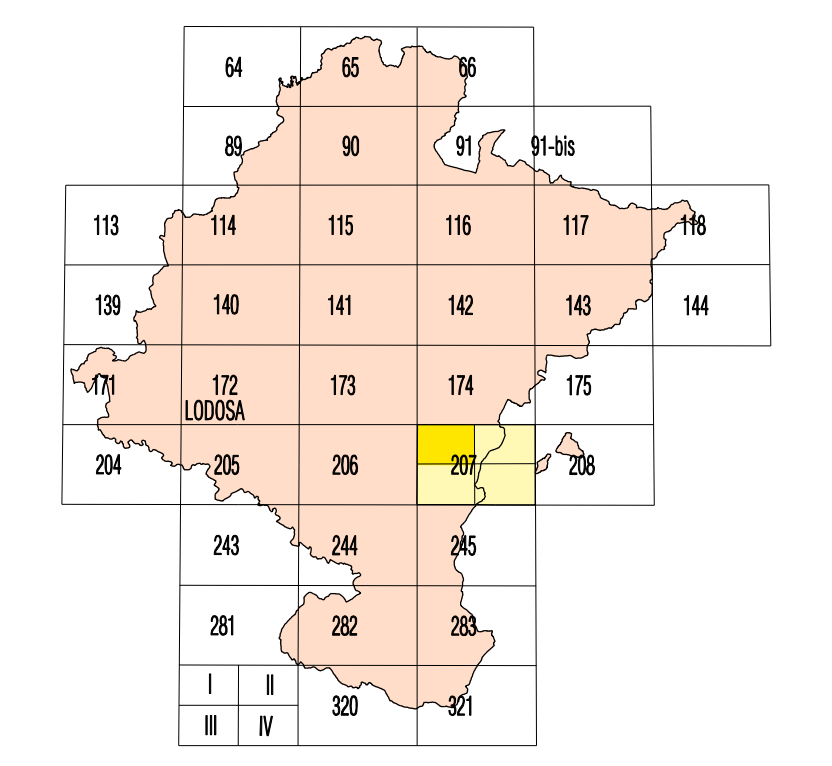 64 65 66
89 90 91 91-bis
113 114 115 116 117 118
139 140 141 142 143 144
171 172 173 174 175
LODOSA
204 205 206 207 208
243 244 245
281 282 283
I II
320 321
III IV